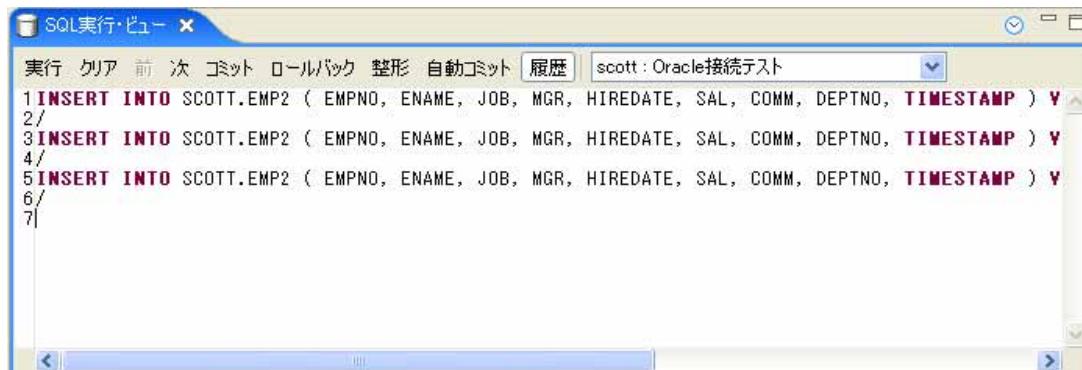 SQL実行・ビュー
実行 クリア 前 次 コミット ロールバック 整形 自動コミット 履歴 scott : Oracle接続テスト
1 INSERT INTO SCOTT.EMP2 ( EMPNO, ENAME, JOB, MGR, HIREDATE, SAL, COMM, DEPTNO, TIMESTAMP ) V
2 /
3 INSERT INTO SCOTT.EMP2 ( EMPNO, ENAME, JOB, MGR, HIREDATE, SAL, COMM, DEPTNO, TIMESTAMP ) V
4 /
5 INSERT INTO SCOTT.EMP2 ( EMPNO, ENAME, JOB, MGR, HIREDATE, SAL, COMM, DEPTNO, TIMESTAMP ) V
6 /
7